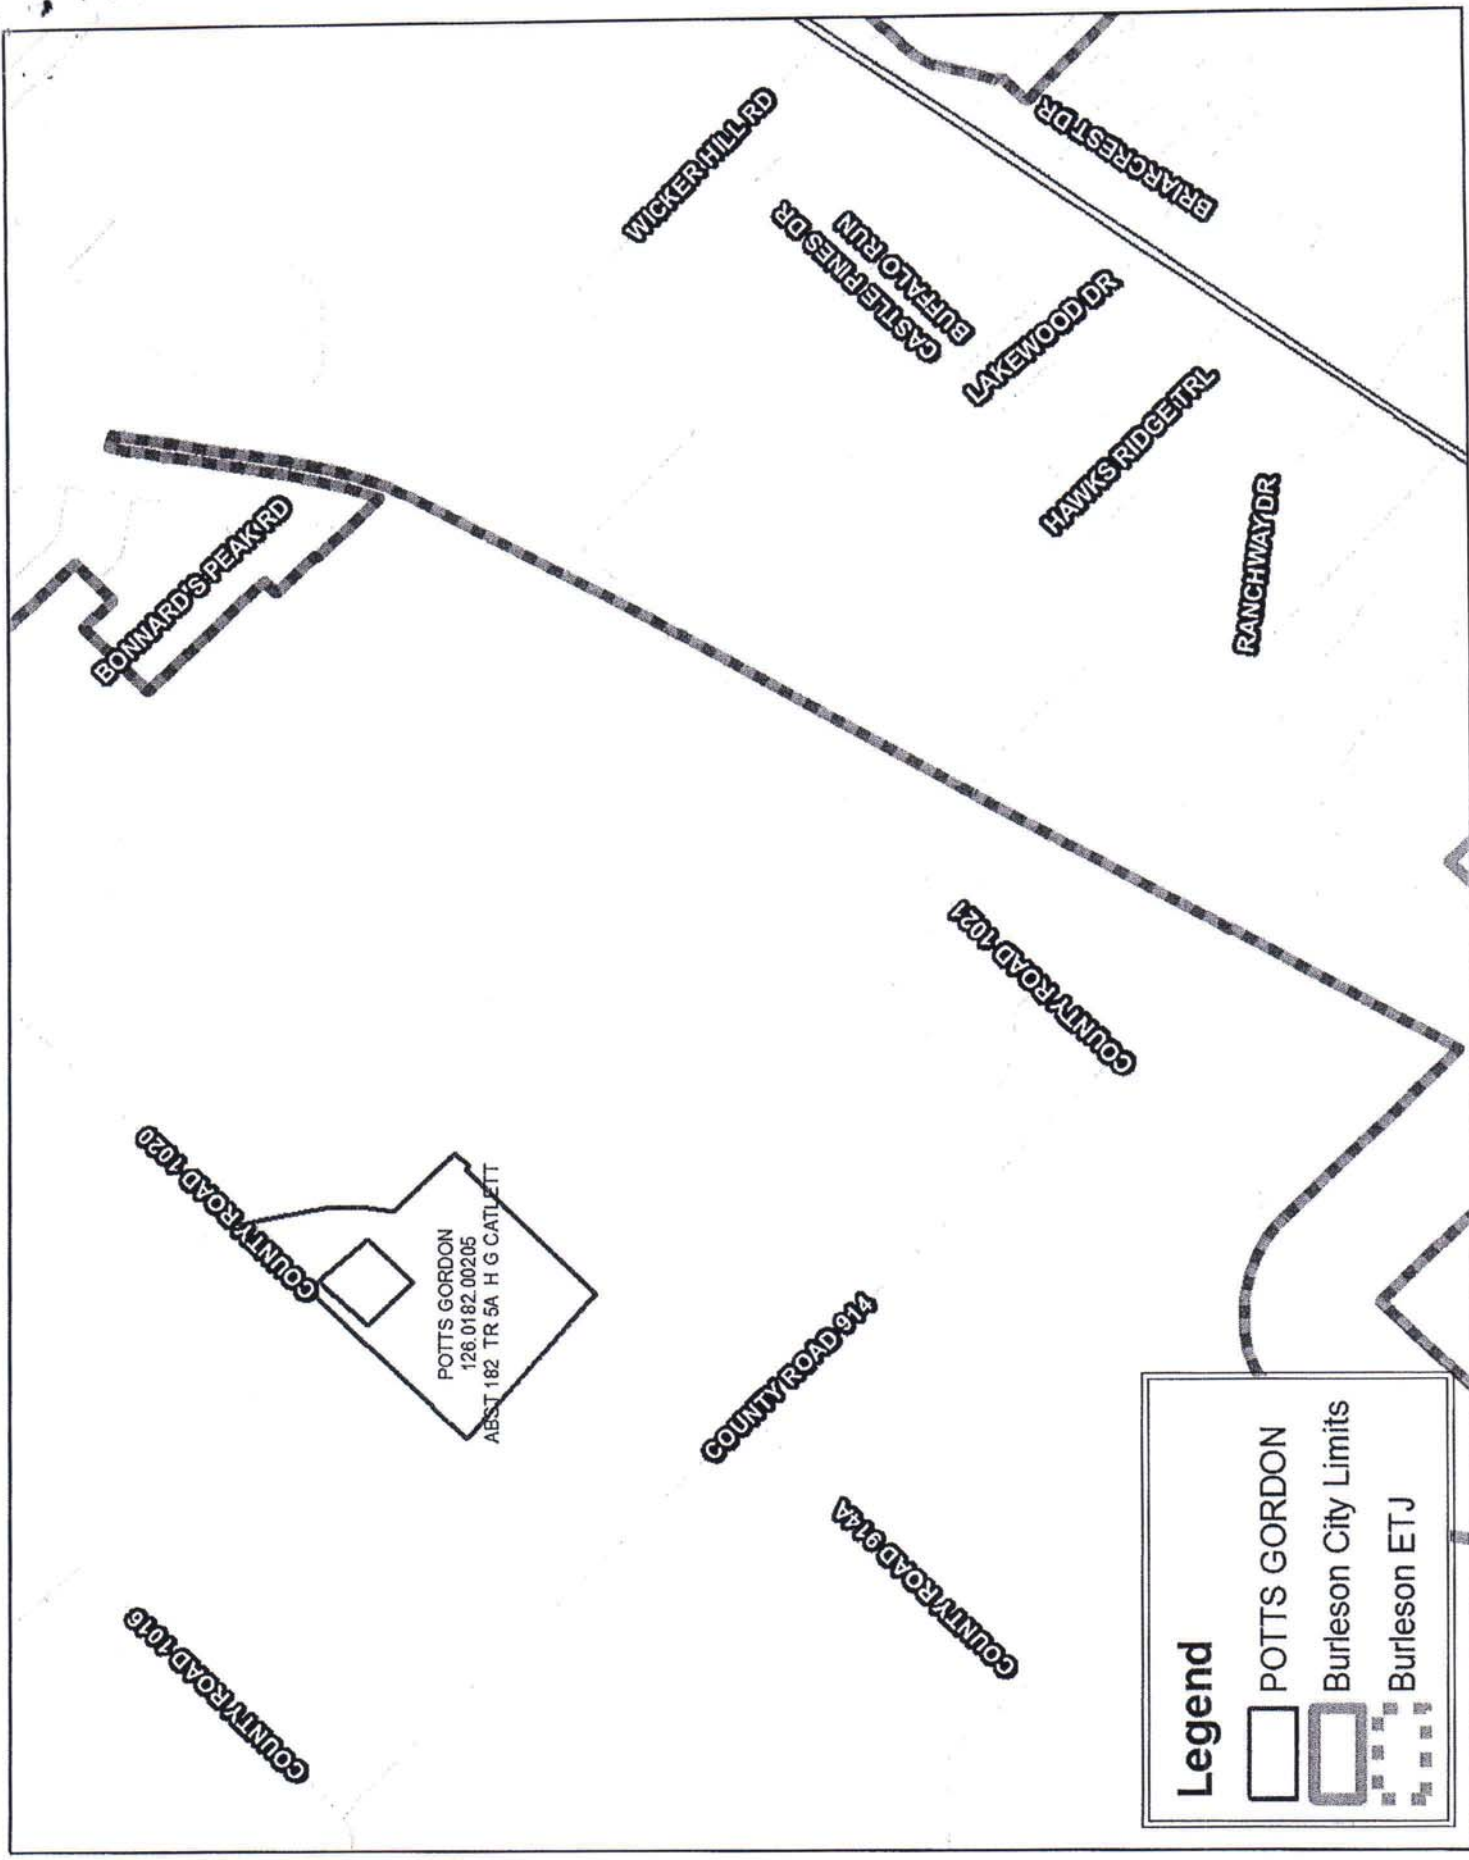 COUNTY ROAD 1016
COUNTY ROAD 1020
BONNARD'S PEAK RD
POTTS GORDON
126.0182.00205
ABST 182 TR 5A H G CATLETT
WICKER HILL RD
CASTLE PINES DR
BUFFALO RUN
LAKEWOOD DR
BRIARCREST DR
HAWKS RIDGE TRL
RANCHWAY DR
COUNTY ROAD 1021
COUNTY ROAD 914
COUNTY ROAD 914A
Legend
POTTS GORDON
Burleson City Limits
Burleson ETJ